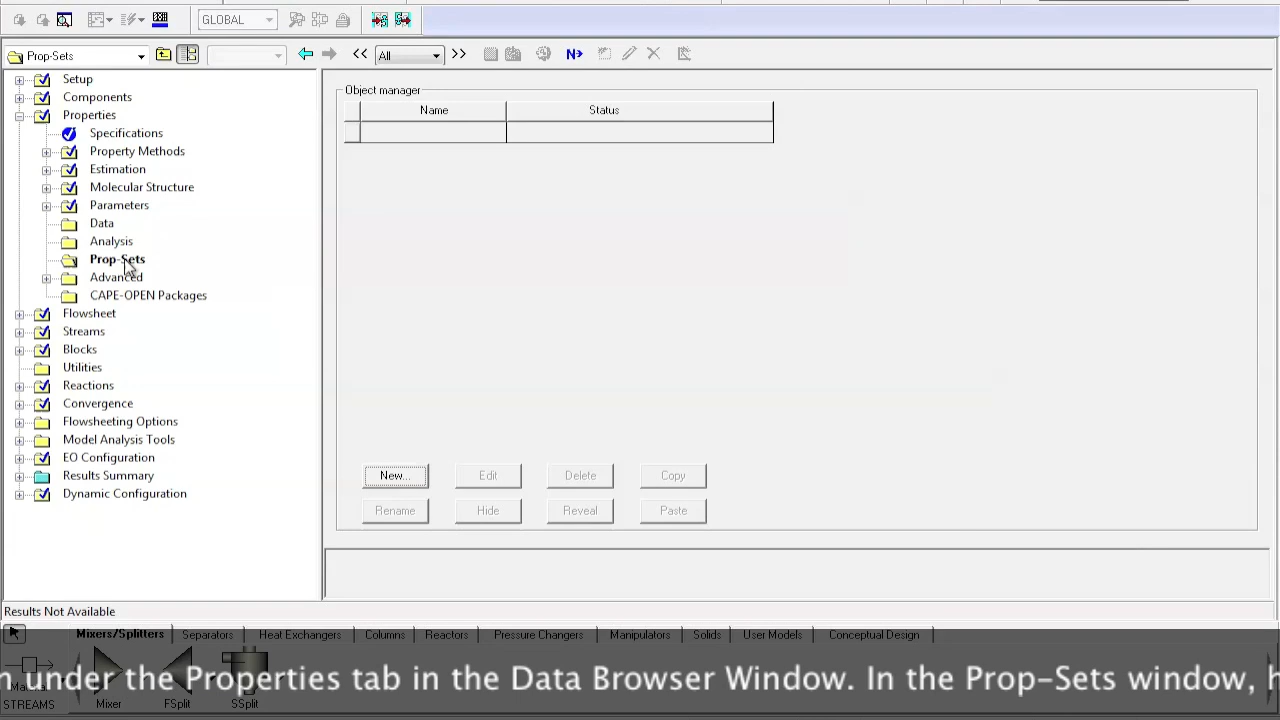 GLOBAL
Prop-Sets
<<
All
>>
N>
Setup
Components
Properties
Specifications
Property Methods
Estimation
Molecular Structure
Parameters
Data
Analysis
Prop-Sets
Advanced
CAPE-OPEN Packages
Flowsheet
Streams
Blocks
Utilities
Reactions
Convergence
Flowsheeting Options
Model Analysis Tools
EO Configuration
Results Summary
Dynamic Configuration
Object manager
Name Status
New... Edit Delete Copy
Rename Hide Reveal Paste
Results Not Available
Mixers/Splitters Separators Heat Exchangers Columns Reactors Pressure Changers Manipulators Solids User Models Conceptual Design
under the Properties tab in the Data Browser Window. In the Prop-Sets window,
STREAMS Mixer FSplit SSplit